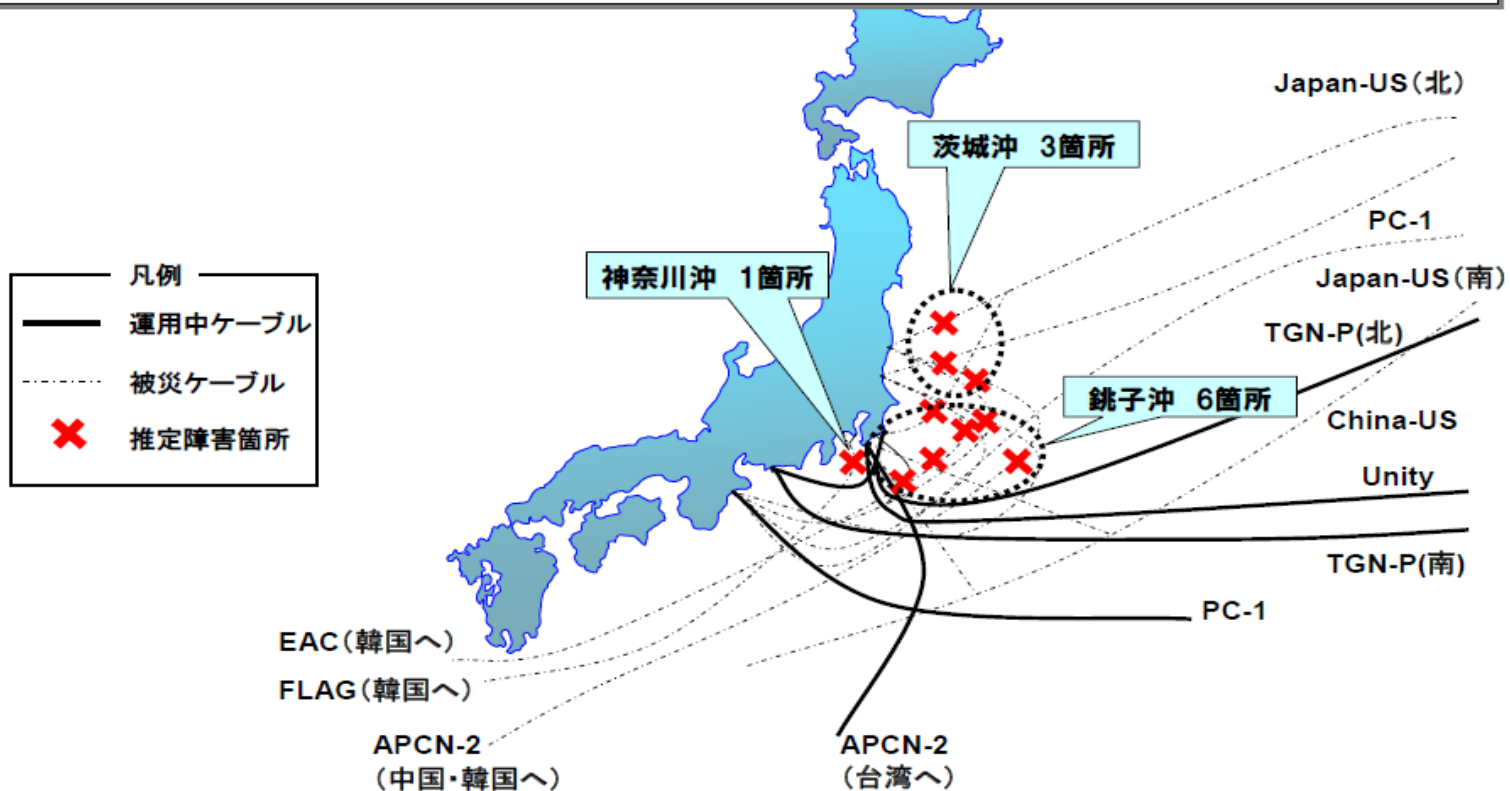 Japan-US（北）
茨城沖 3箇所
PC-1
神奈川沖 1箇所
Japan-US（南）
凡例
運用中ケーブル
被災ケーブル
推定障害箇所
TGN-P(北)
銚子沖 6箇所
China-US
Unity
TGN-P(南)
PC-1
EAC（韓国へ）
FLAG（韓国へ）
APCN-2
（中国・韓国へ）
APCN-2
（台湾へ）